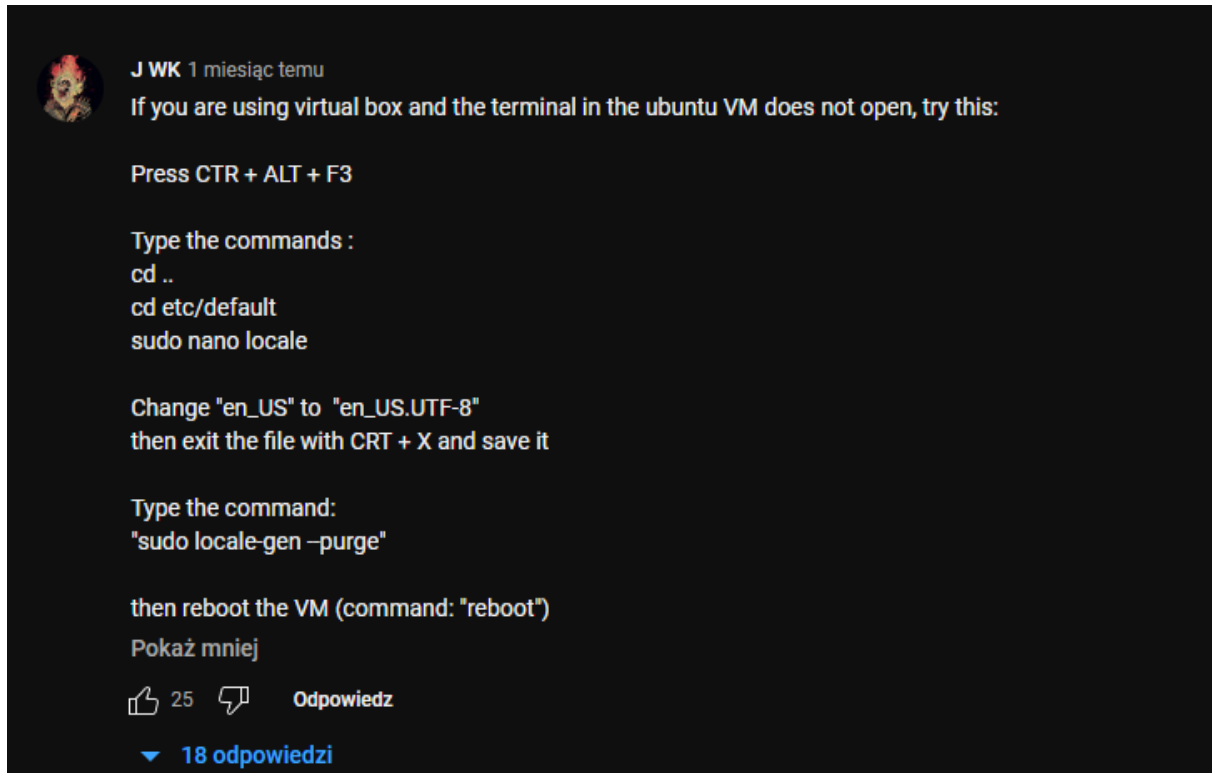 J WK 1 miesiąc temu
If you are using virtual box and the terminal in the ubuntu VM does not open, try this:
Press CTR + ALT + F3
Type the commands :
cd ..
cd etc/default
sudo nano locale
Change "en_US" to  "en_US.UTF-8"
then exit the file with CRT + X and save it
Type the command:
"sudo locale-gen –purge"
then reboot the VM (command: "reboot")
Pokaż mniej
25 Odpowiedz
18 odpowiedzi